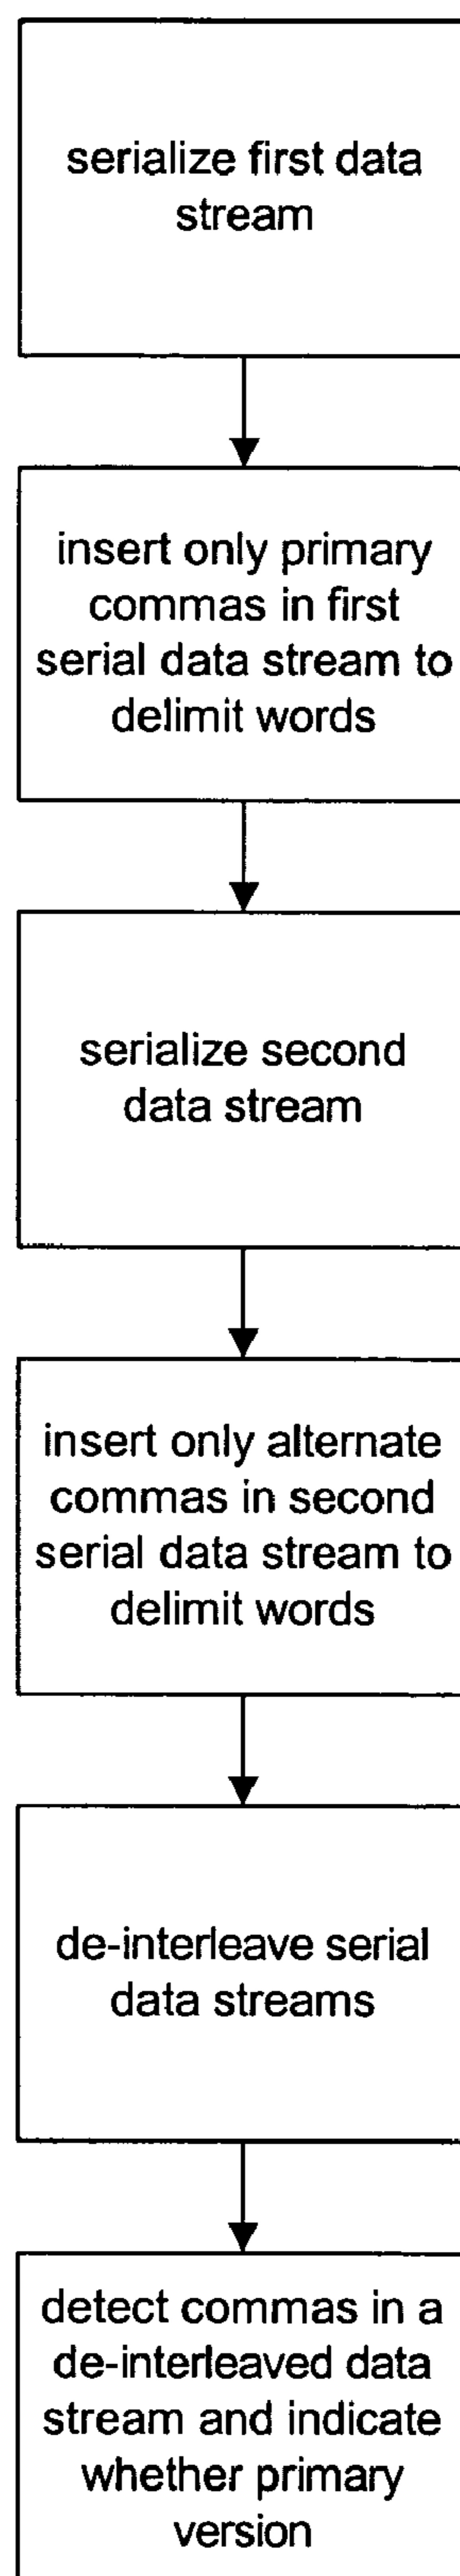 serialize first data
stream
insert only primary
commas in first
serial data stream to
delimit words
serialize second
data stream
insert only alternate
commas in second
serial data stream to
delimit words
de-interleave serial
data streams
detect commas in a
de-interleaved data
stream and indicate
whether primary
version